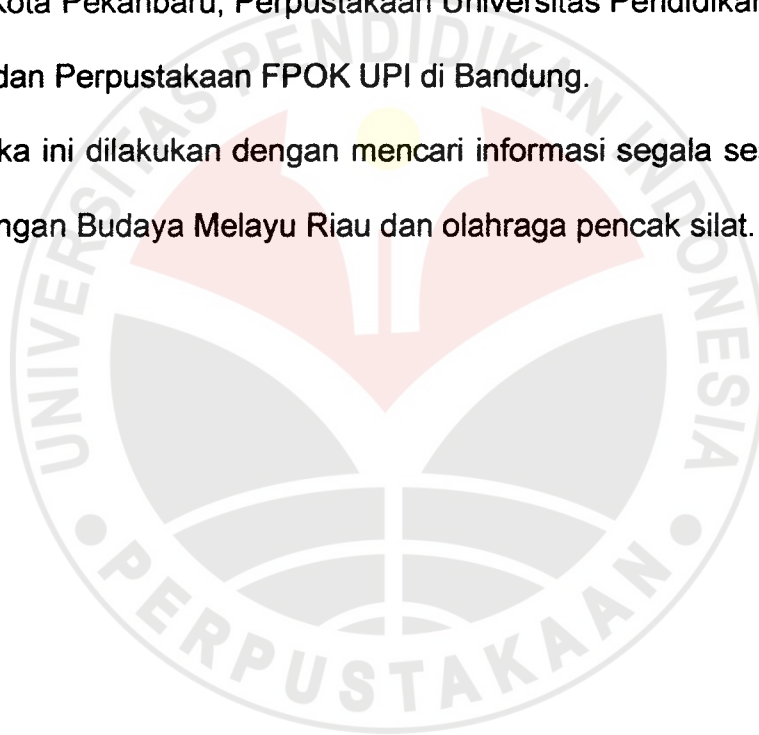 Kota Pekanbaru, Perpustakaan Universitas Pendidikan
dan Perpustakaan FPOK UPI di Bandung.
ka ini dilakukan dengan mencari informasi segala
ngan Budaya Melayu Riau dan olahraga pencak silat.
UNIVERSITAS PENDIDIKAN INDONESIA
PERPUSTAKAAN